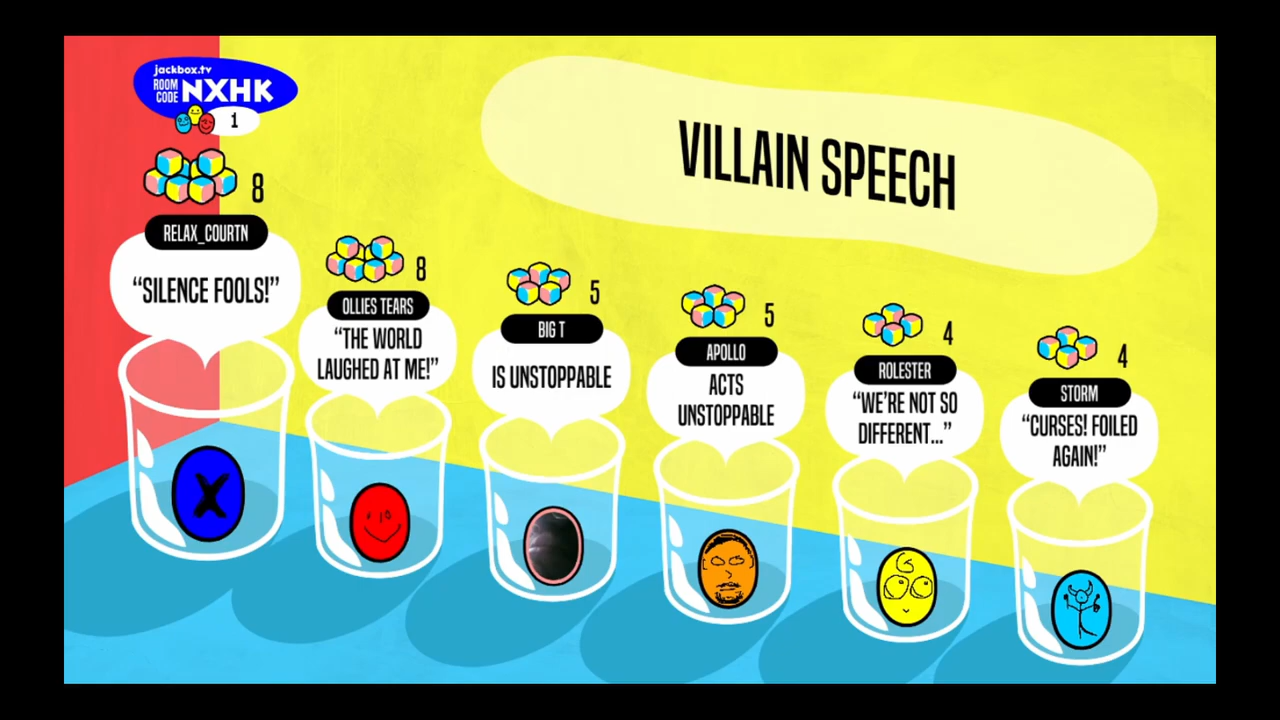 jackbox.tv
ROOM
CODE
NXHK
1
VILLAIN SPEECH
8
RELAX_COURTN
“SILENCE FOOLS!”
8
OLLIES TEARS
“THE WORLD
LAUGHED AT ME!”
5
BIG T
IS UNSTOPPABLE
5
APOLLO
ACTS
UNSTOPPABLE
4
ROLESTER
“WE’RE NOT SO
DIFFERENT...”
4
STORM
“CURSES! FOILED
AGAIN!”
X